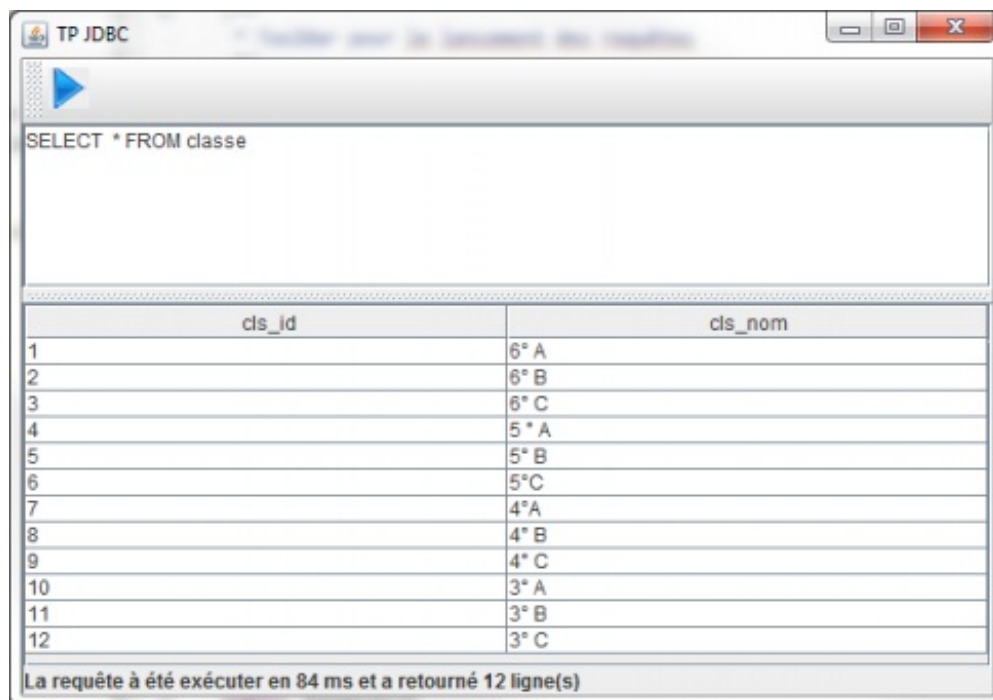 TP JDBC
SELECT * FROM classe
cls_id cls_nom
1 6° A
2 6° B
3 6° C
4 5 ° A
5 5° B
6 5°C
7 4°A
8 4° B
9 4° C
10 3° A
11 3° B
12 3° C
La requête à été exécuter en 84 ms et a retourné 12 ligne(s)